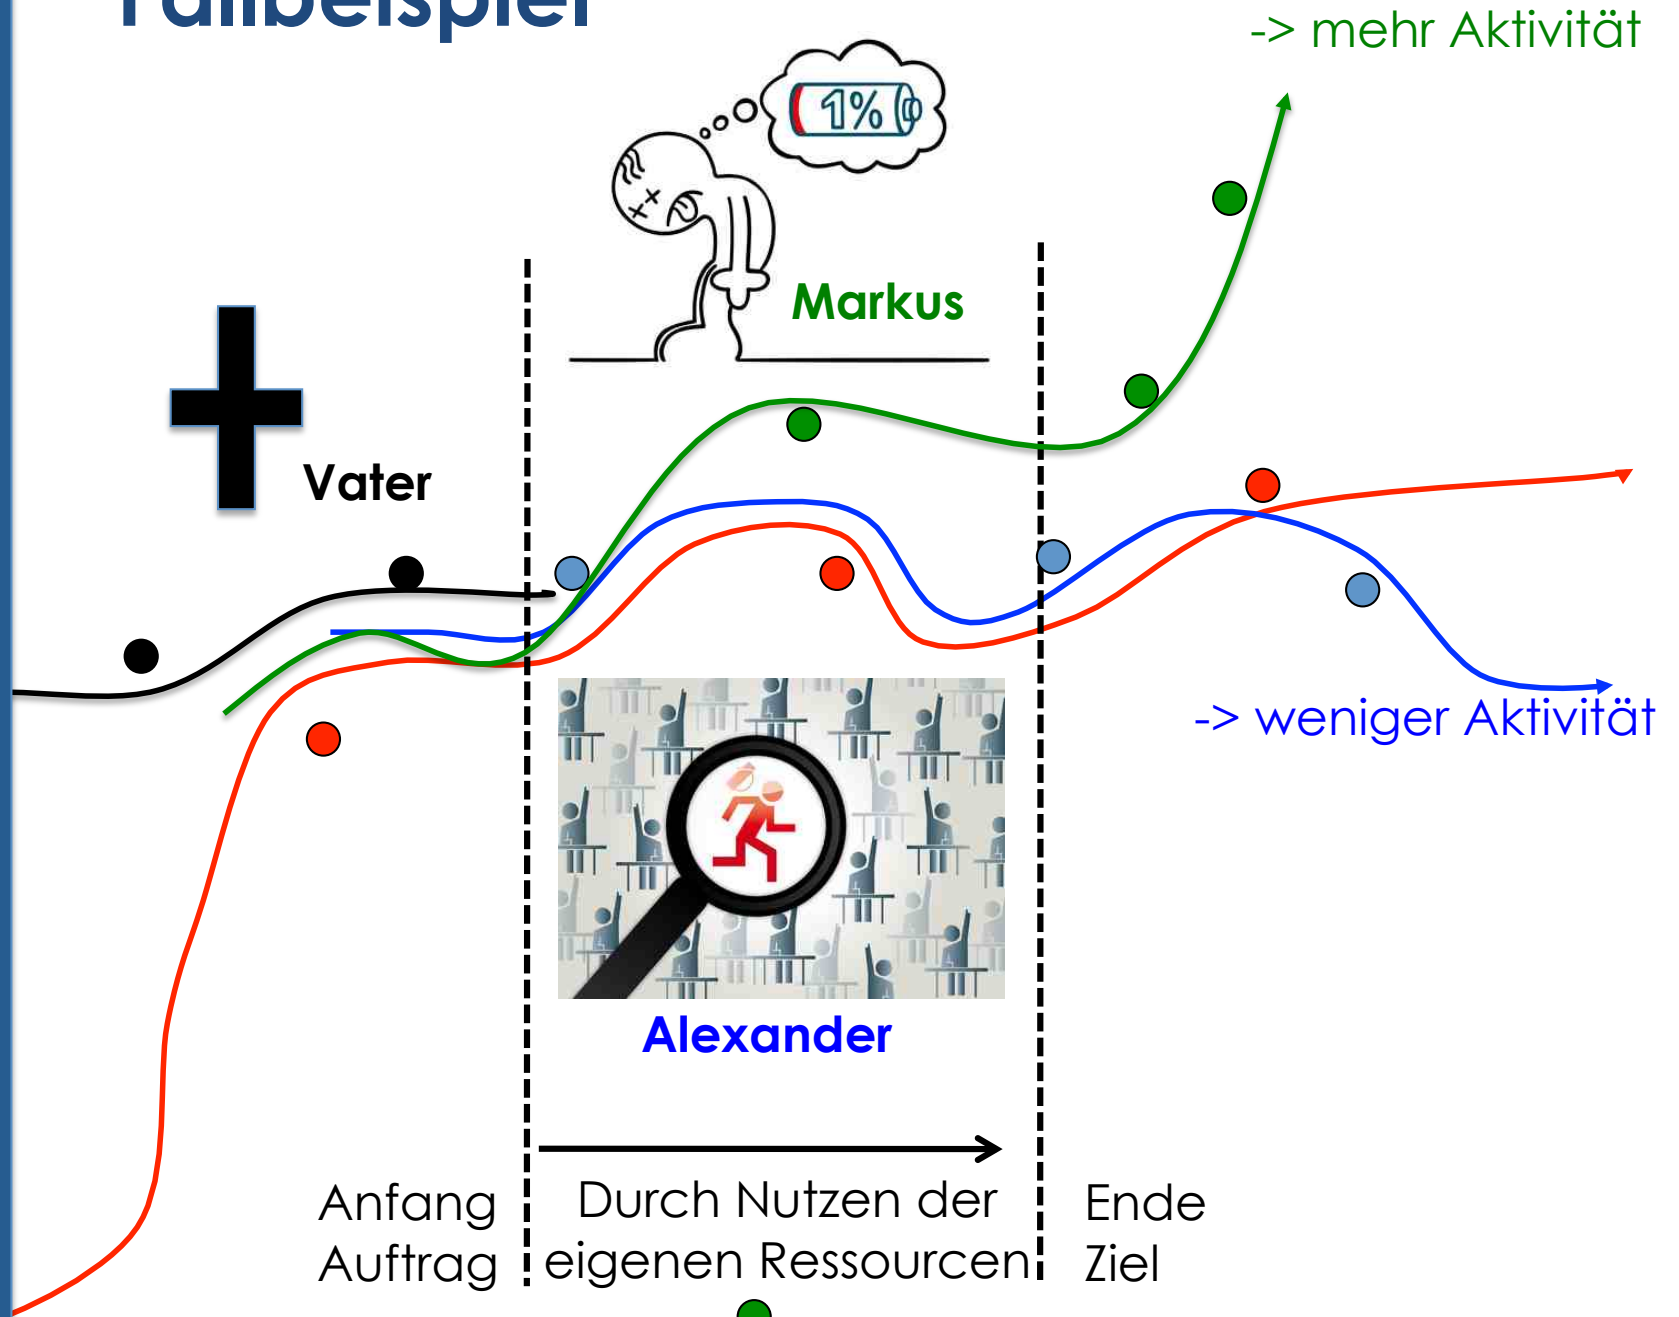 Fallbeispiel
-> mehr Aktivität
1%
Markus
Vater
-> weniger Aktivität
Alexander
Anfang
Auftrag
Durch Nutzen der
eigenen Ressourcen
Ende
Ziel